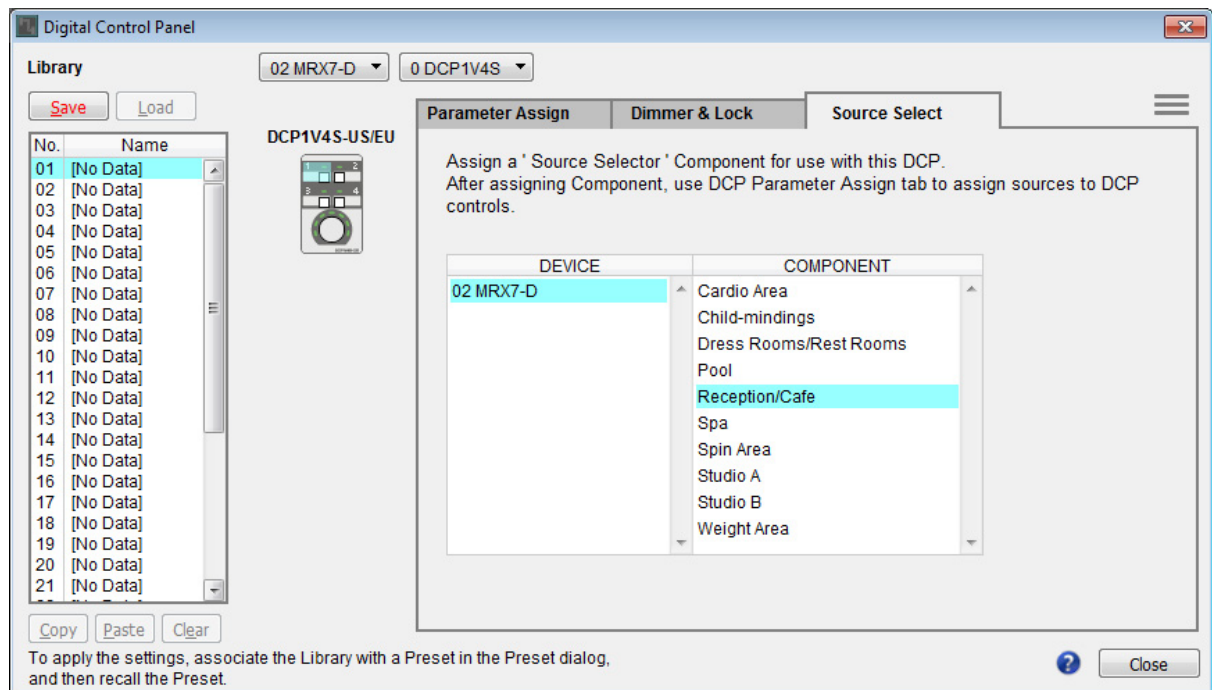 Digital Control Panel
Library
02 MRX7-D
0 DCP1V4S
Save
Load
No. Name
01 [No Data]
02 [No Data]
03 [No Data]
04 [No Data]
05 [No Data]
06 [No Data]
07 [No Data]
08 [No Data]
09 [No Data]
10 [No Data]
11 [No Data]
12 [No Data]
13 [No Data]
14 [No Data]
15 [No Data]
16 [No Data]
17 [No Data]
18 [No Data]
19 [No Data]
20 [No Data]
21 [No Data]
Copy
Paste
Clear
DCP1V4S-US/EU
1 2
3 4
Parameter Assign
Dimmer & Lock
Source Select
Assign a ' Source Selector ' Component for use with this DCP.
After assigning Component, use DCP Parameter Assign tab to assign sources to DCP
controls.
DEVICE
02 MRX7-D
COMPONENT
Cardio Area
Child-mindings
Dress Rooms/Rest Rooms
Pool
Reception/Cafe
Spa
Spin Area
Studio A
Studio B
Weight Area
To apply the settings, associate the Library with a Preset in the Preset dialog,
and then recall the Preset.
?
Close